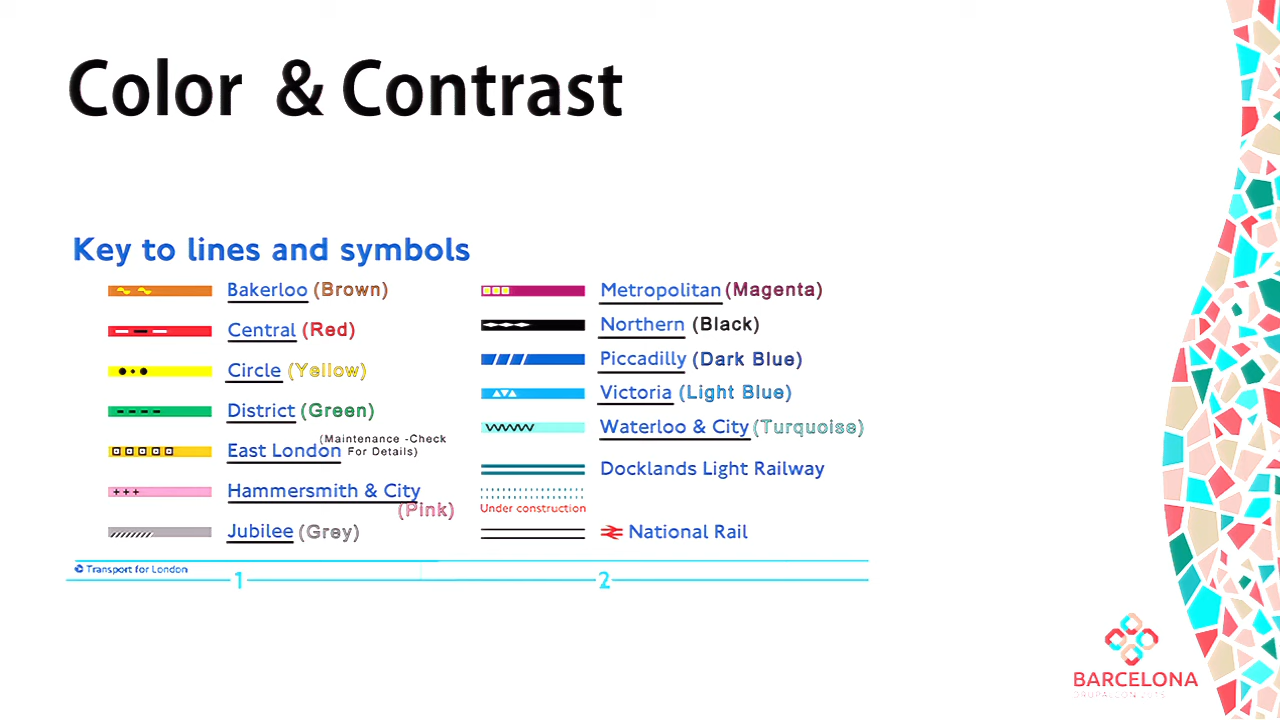 Color & Contrast
Key to lines and symbols
Bakerloo (Brown)
Central (Red)
Circle (Yellow)
District (Green)
East London (Maintenance -Check
For Details)
Hammersmith & City
(Pink)
Jubilee (Grey)
Metropolitan (Magenta)
Northern (Black)
Piccadilly (Dark Blue)
Victoria (Light Blue)
Waterloo & City (Turquoise)
Docklands Light Railway
Under construction
National Rail
© Transport for London
1
2
BARCELONA
DRUPALCON 2015